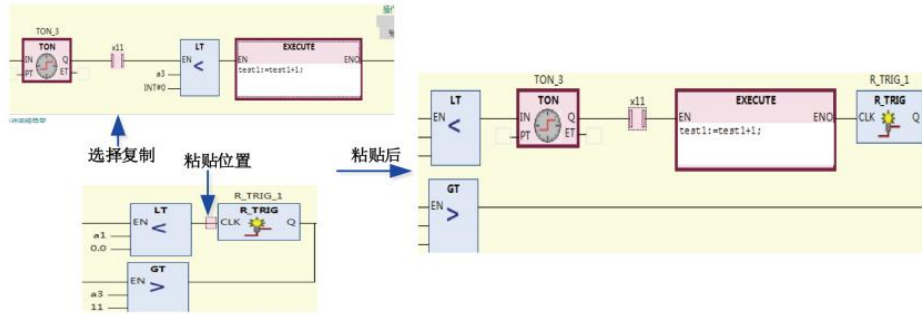 TON_3
TON
IN Q
PT ET
x11
LT
EN
<
a3
INT#0
EXECUTE
EN ENO
test1:=test1+1;
选择复制
粘贴位置
粘贴后
R_TRIG_1
LT
EN
<
a1
0.0
R_TRIG
CLK Q
GT
EN
>
a3
11
LT
EN
<
TON_3
TON
IN Q
PT ET
x11
EXECUTE
EN ENO
test1:=test1+1;
R_TRIG_1
R_TRIG
CLK Q
GT
EN
>